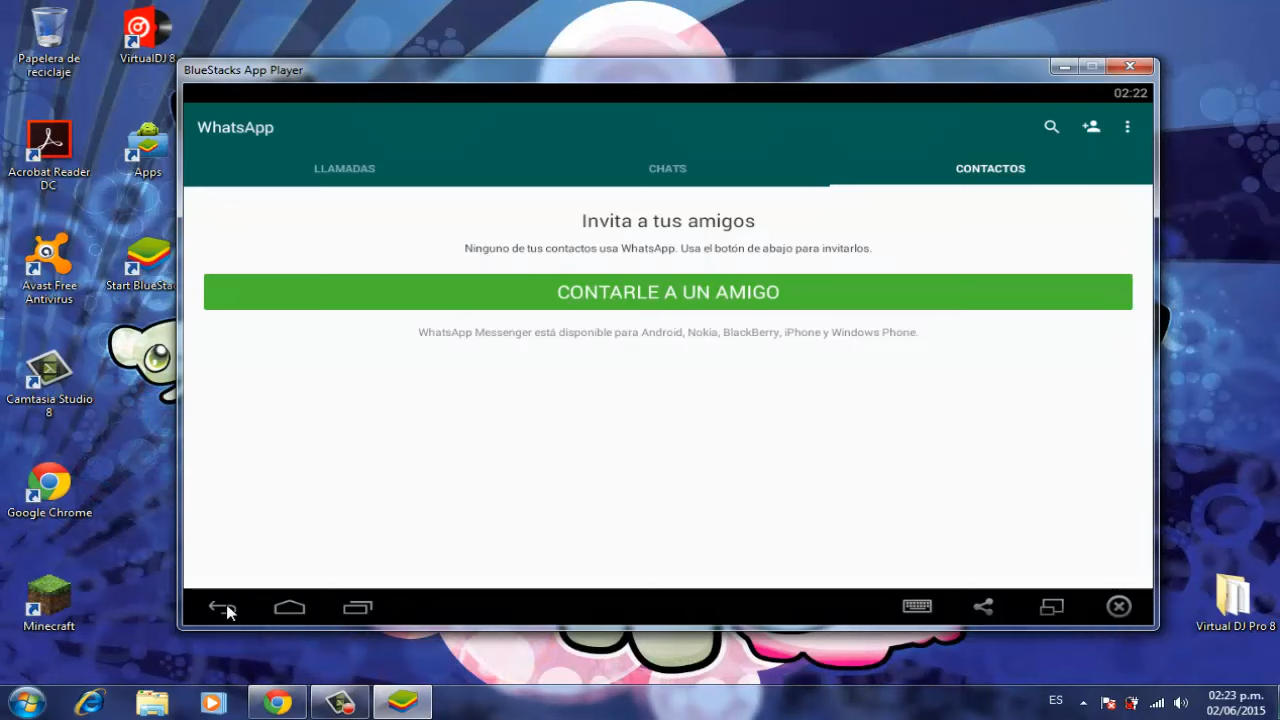 Papelera de
reciclaje
VirtualDJ 8
Acrobat Reader
DC
Apps
Avast Free
Antivirus
Start BlueSta...
Camtasia Studio
8
Google Chrome
Minecraft
BlueStacks App Player
02:22
WhatsApp
LLAMADAS
CHATS
CONTACTOS
Invita a tus amigos
Ninguno de tus contactos usa WhatsApp. Usa el botón de abajo para invitarlos.
CONTARLE A UN AMIGO
WhatsApp Messenger está disponible para Android, Nokia, BlackBerry, iPhone y Windows Phone.
Virtual DJ Pro 8
ES
02:23 p.m.
02/06/2015